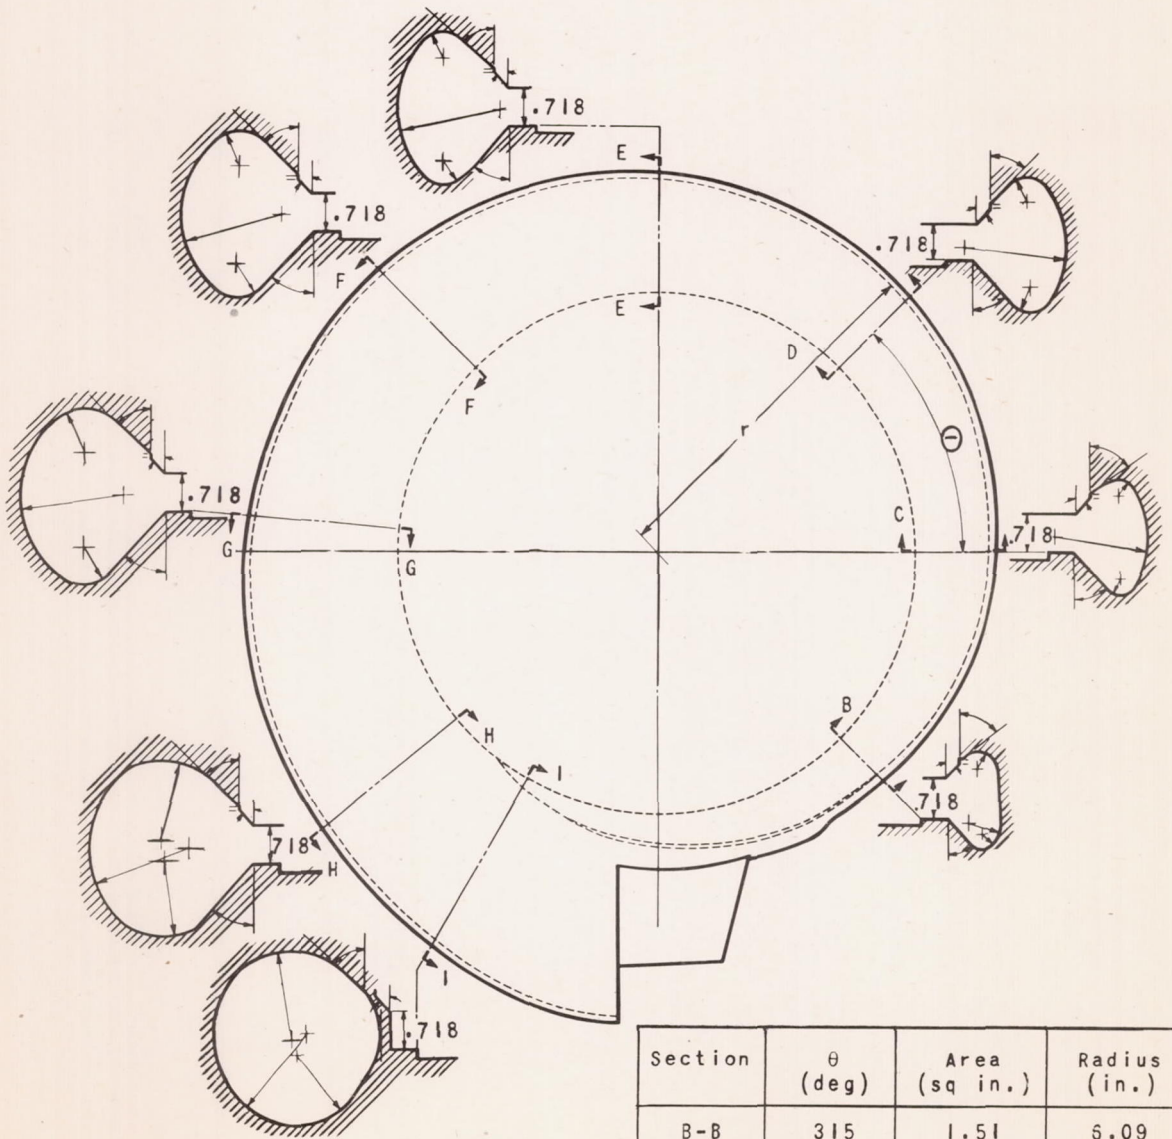 .718
E
.718
.718
F
E
D
F
r
Θ
.718
C
.718
G
G
B
H
I
.718
.718
H
I
.718
Section θ (deg) Area (sq in.) Radius (in.)
B-B 315 1.51 6.09